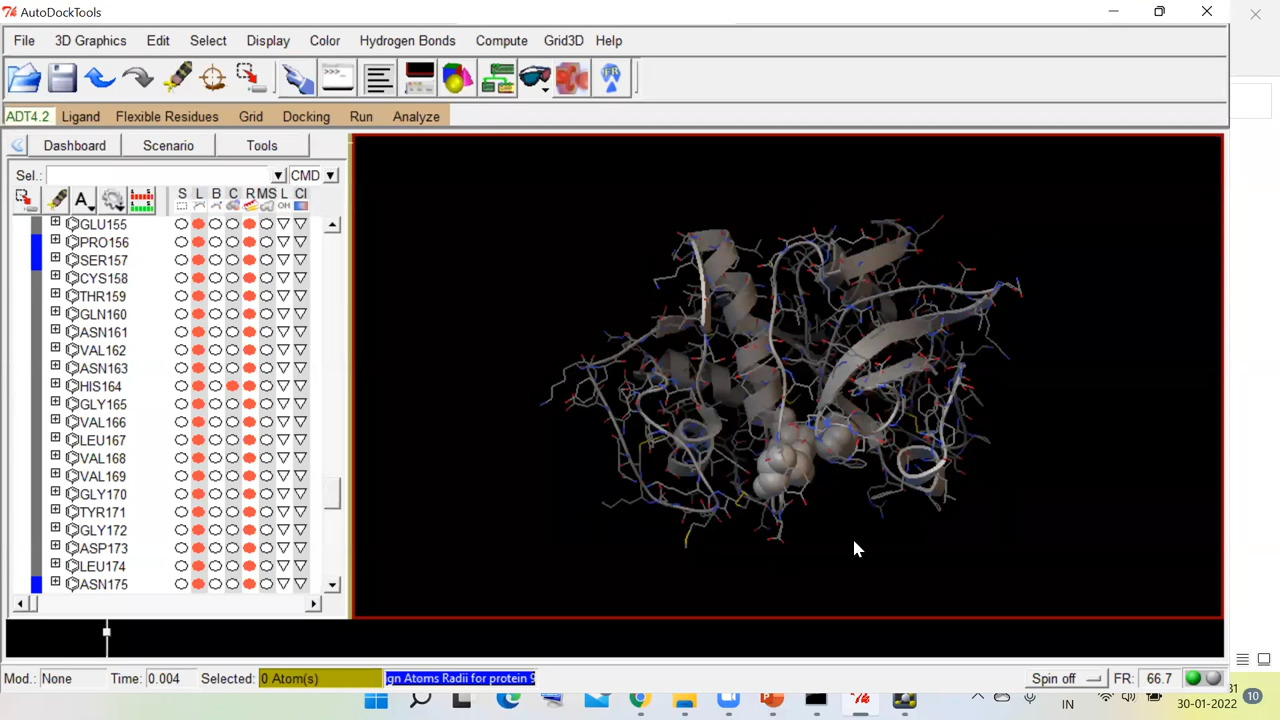 AutoDockTools
File 3D Graphics Edit Select Display Color Hydrogen Bonds Compute Grid3D Help
ADT4.2 Ligand Flexible Residues Grid Docking Run Analyze
Dashboard Scenario Tools
Sel.: CMD
S L B C R MS L Cl
GLU155
PRO156
SER157
CYS158
THR159
GLN160
ASN161
VAL162
ASN163
HIS164
GLY165
VAL166
LEU167
VAL168
VAL169
GLY170
TYR171
GLY172
ASP173
LEU174
ASN175
Mod.: None Time: 0.004 Selected: 0 Atom(s) gn Atoms Radii for protein 9 Spin off FR: 66.7
IN
30-01-2022
10